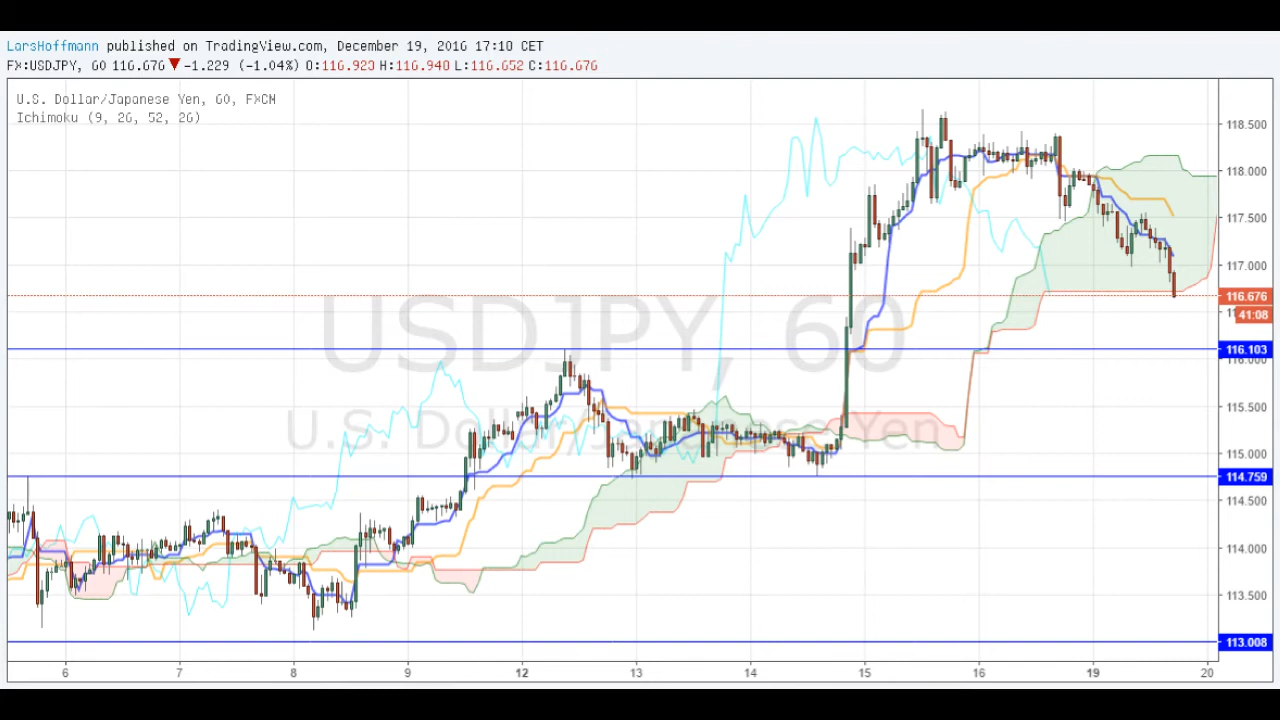 LarsHoffmann published on TradingView.com, December 19, 2016 17:10 CET
FX:USDJPY, 60 116.676 ▼ -1.229 (-1.04%) O:116.923 H:116.940 L:116.652 C:116.676
U.S. Dollar/Japanese Yen, 60, FXCM
Ichimoku (9, 26, 52, 26)
USDJPY, 60
U.S. Dollar/Japanese Yen
118.500
118.000
117.500
117.000
116.676
41:08
116.103
116.000
115.500
115.000
114.759
114.500
114.000
113.500
113.008
6 7 8 9 12 13 14 15 16 19 20